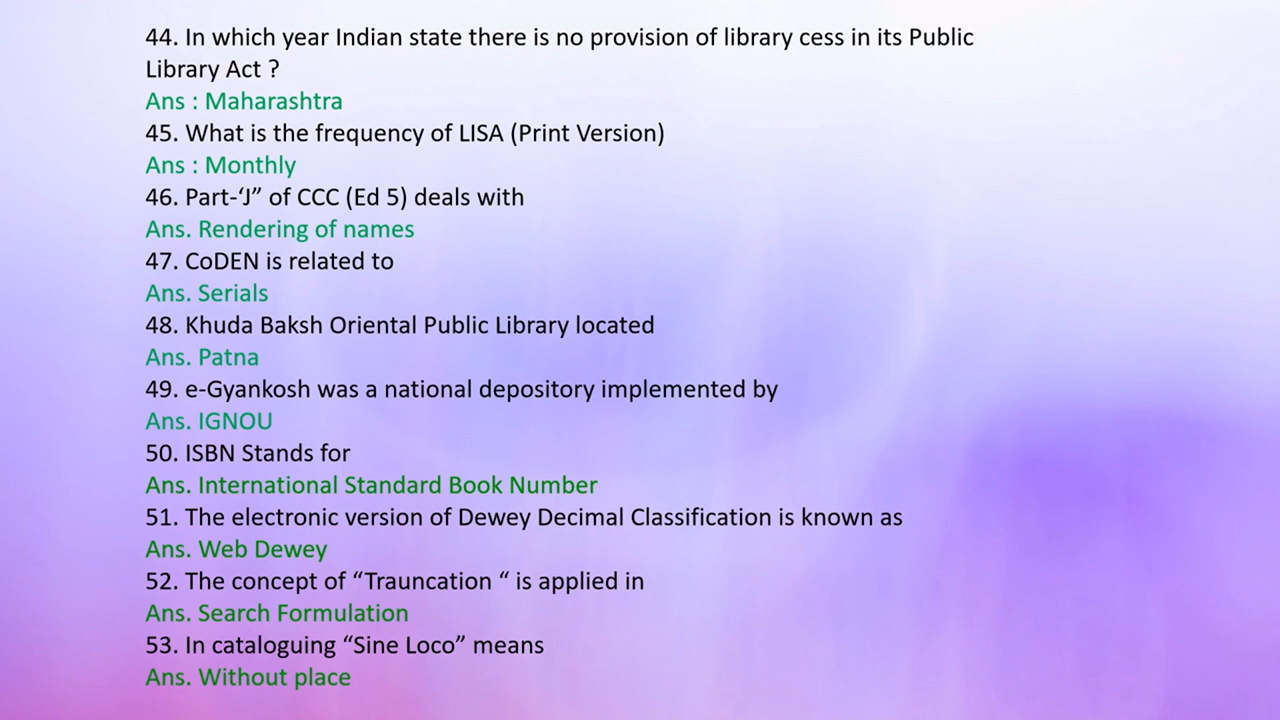 44. In which year Indian state there is no provision of library cess in its Public
Library Act ?
Ans : Maharashtra
45. What is the frequency of LISA (Print Version)
Ans : Monthly
46. Part-‘J” of CCC (Ed 5) deals with
Ans. Rendering of names
47. CoDEN is related to
Ans. Serials
48. Khuda Baksh Oriental Public Library located
Ans. Patna
49. e-Gyankosh was a national depository implemented by
Ans. IGNOU
50. ISBN Stands for
Ans. International Standard Book Number
51. The electronic version of Dewey Decimal Classification is known as
Ans. Web Dewey
52. The concept of “Trauncation “ is applied in
Ans. Search Formulation
53. In cataloguing “Sine Loco” means
Ans. Without place